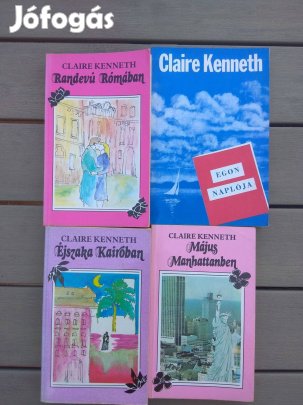 Jófogás
CLAIRE KENNETH
Randevú Rómában
Claire Kenneth
EGON
NAPLÓJA
CLAIRE KENNETH
Éjszaka Kairóban
CLAIRE KENNETH
Május
Manhattanben